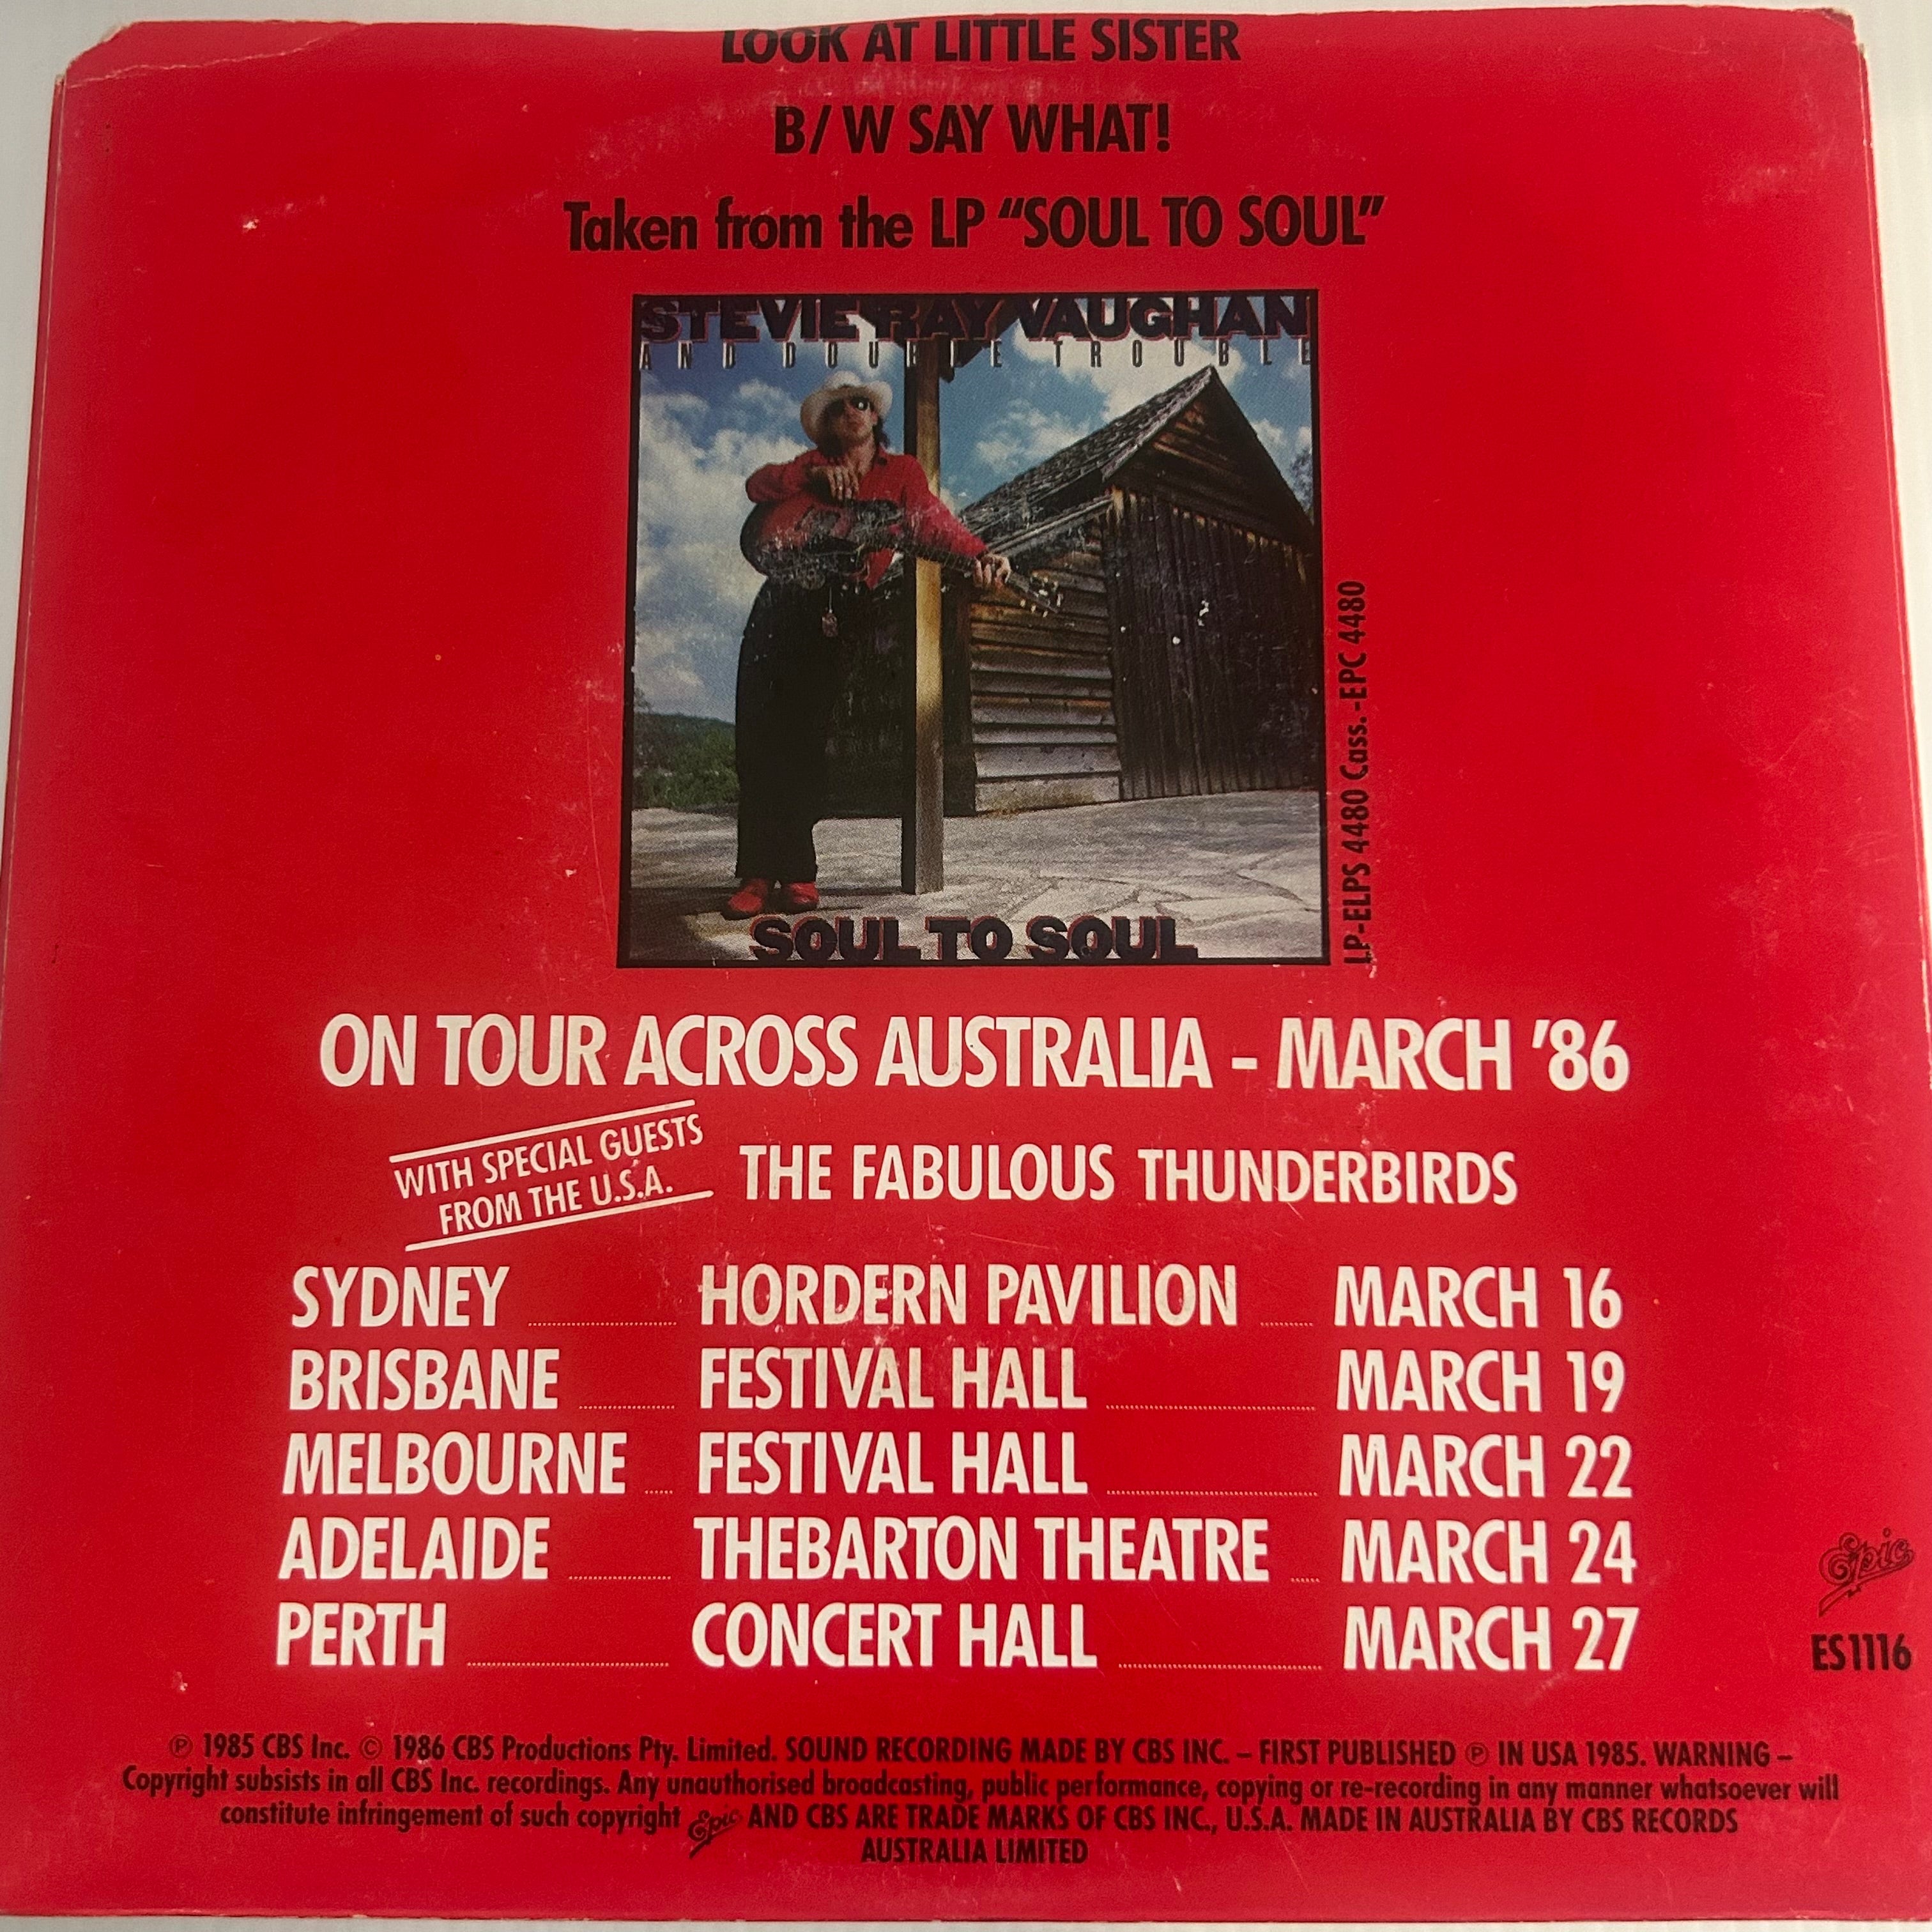 LOOK AT LITTLE SISTER
B/W SAY WHAT!
Taken from the LP “SOUL TO SOUL”
STEVIE RAY VAUGHAN
AND DOUBLE TROUBLE
SOUL TO SOUL
LP-ELPS 4480 Cass.-EPC 4480
ON TOUR ACROSS AUSTRALIA - MARCH '86
WITH SPECIAL GUESTS
FROM THE U.S.A.
THE FABULOUS THUNDERBIRDS
SYDNEY ........ HORDERN PAVILION ........ MARCH 16
BRISBANE ........ FESTIVAL HALL ........ MARCH 19
MELBOURNE ........ FESTIVAL HALL ........ MARCH 22
ADELAIDE ........ THEBARTON THEATRE ........ MARCH 24
PERTH ........ CONCERT HALL ........ MARCH 27
Epic
ES1116
℗ 1985 CBS Inc. © 1986 CBS Productions Pty. Limited. SOUND RECORDING MADE BY CBS INC. – FIRST PUBLISHED ℗ IN USA 1985. WARNING –
Copyright subsists in all CBS Inc. recordings. Any unauthorised broadcasting, public performance, copying or re-recording in any manner whatsoever will
constitute infringement of such copyright Epic AND CBS ARE TRADE MARKS OF CBS INC., U.S.A. MADE IN AUSTRALIA BY CBS RECORDS
AUSTRALIA LIMITED